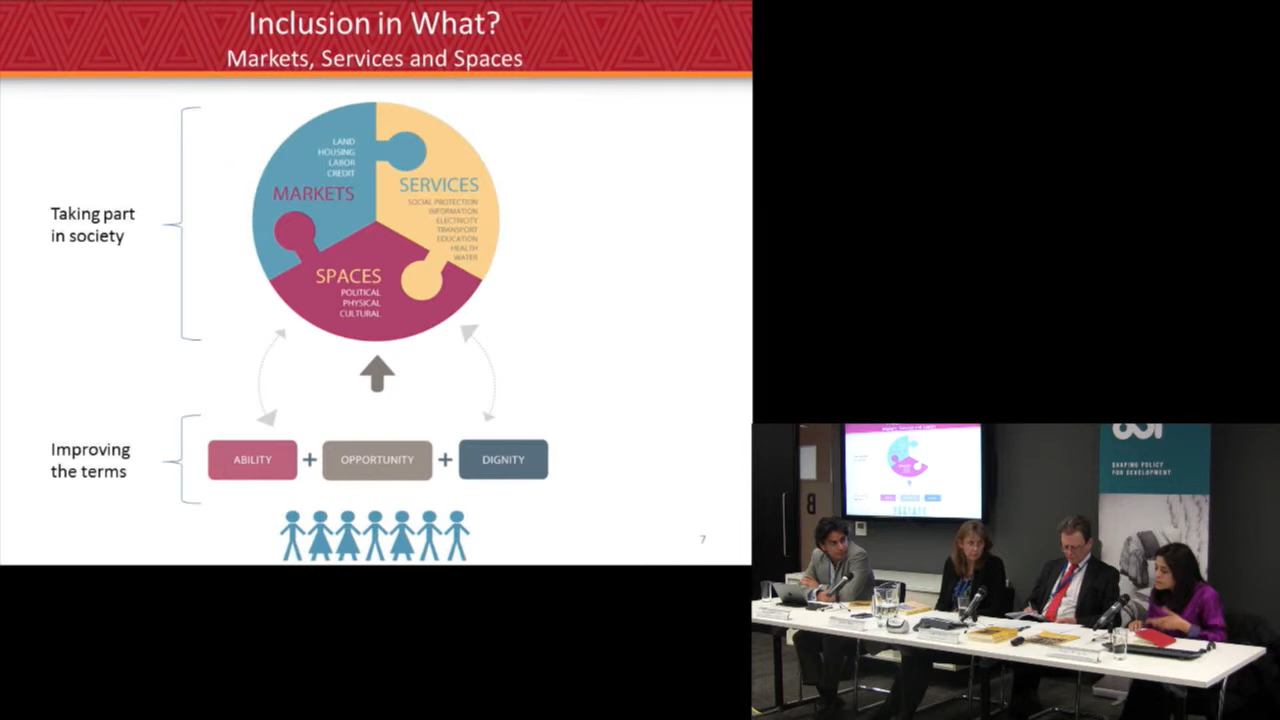 Inclusion in What?
Markets, Services and Spaces
Taking part
in society
LAND
HOUSING
LABOR
CREDIT
MARKETS
SERVICES
SOCIAL PROTECTION
INFORMATION
ELECTRICITY
TRANSPORT
EDUCATION
HEALTH
WATER
SPACES
POLITICAL
PHYSICAL
CULTURAL
Improving
the terms
ABILITY + OPPORTUNITY + DIGNITY
7
SHAPING POLICY
FOR DEVELOPMENT